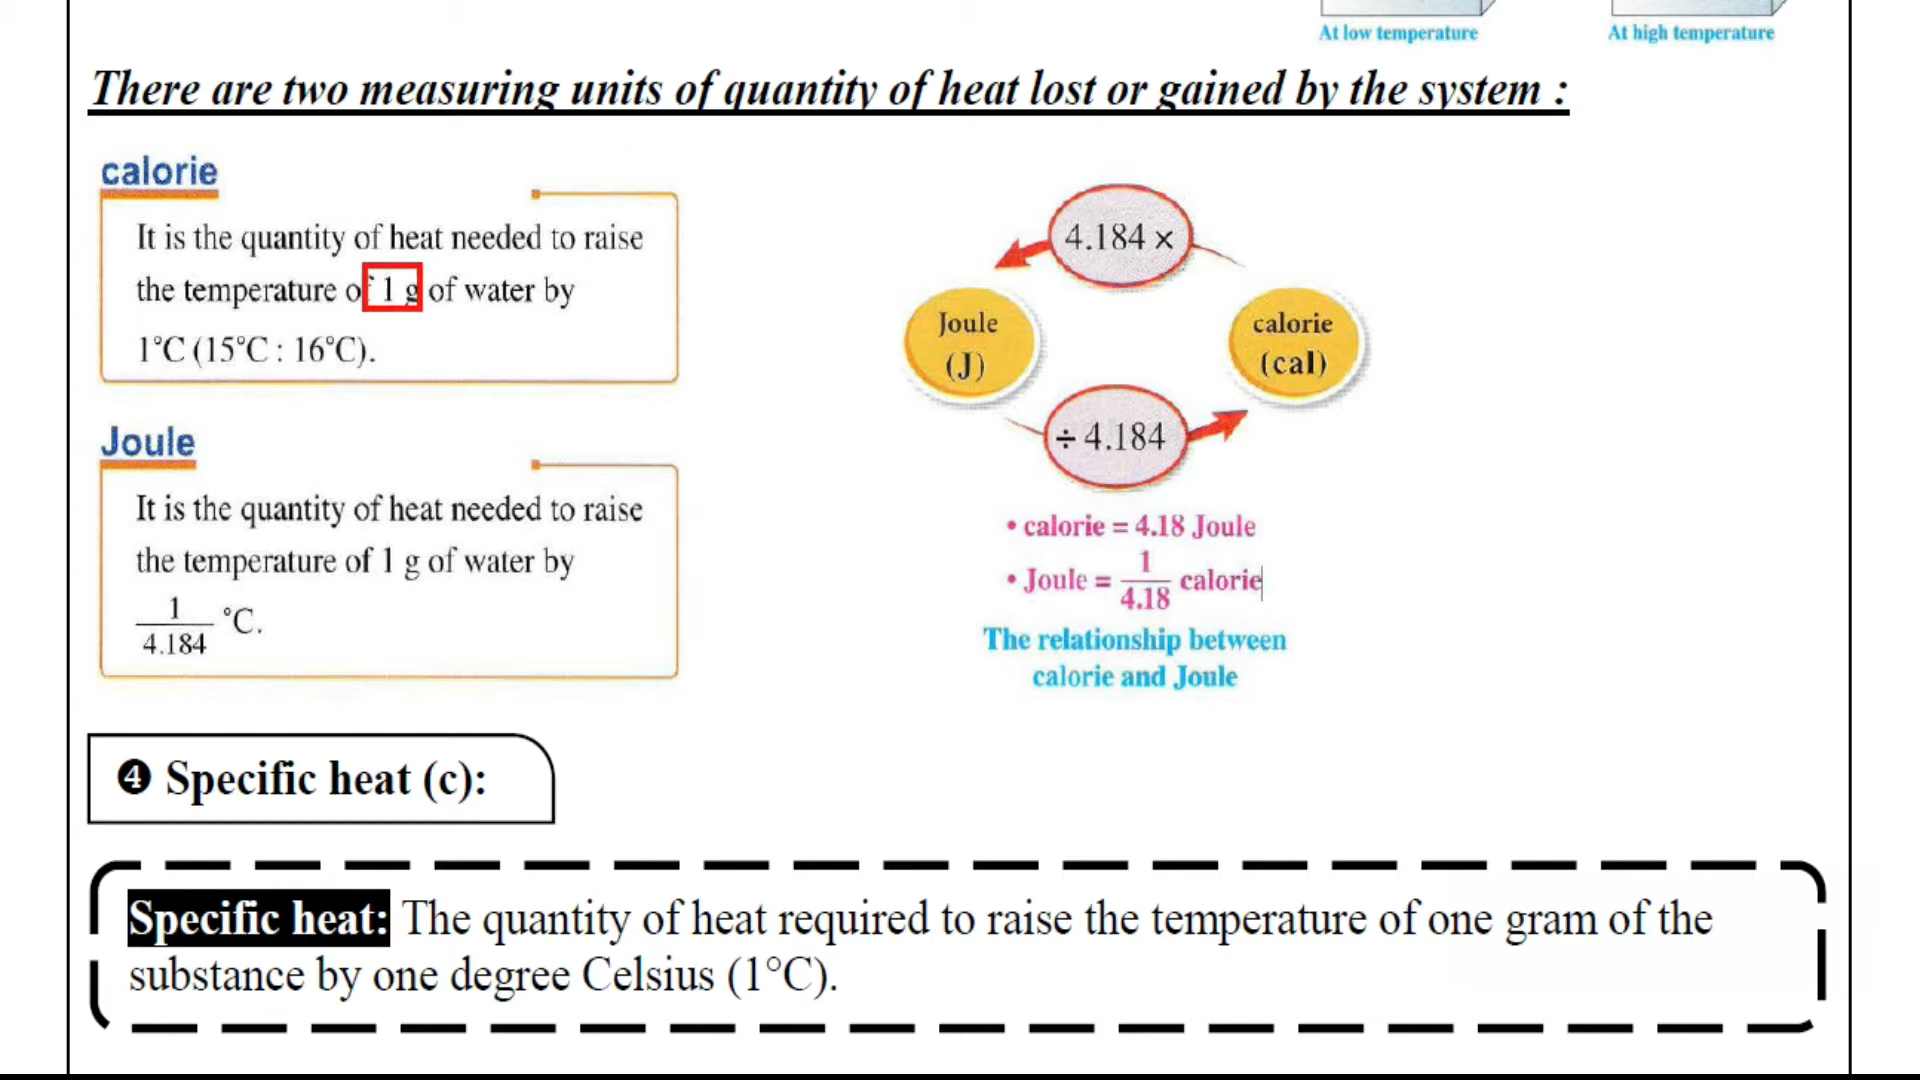 At low temperature
At high temperature
There are two measuring units of quantity of heat lost or gained by the system :
calorie
It is the quantity of heat needed to raise
the temperature of 1 g of water by
1°C (15°C : 16°C).
Joule
It is the quantity of heat needed to raise
the temperature of 1 g of water by
1
4.184 °C.
4.184 ×
Joule
(J)
calorie
(cal)
÷ 4.184
• calorie = 4.18 Joule
• Joule = 1/4.18 calorie
The relationship between
calorie and Joule
❹ Specific heat (c):
Specific heat: The quantity of heat required to raise the temperature of one gram of the
substance by one degree Celsius (1°C).